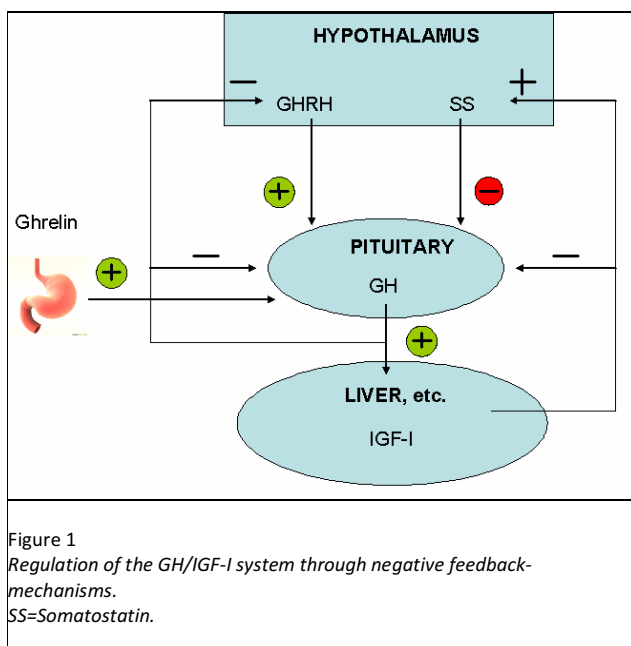 HYPOTHALAMUS
− +
GHRH SS
+ −
Ghrelin
+
PITUITARY
− −
GH
+
LIVER, etc.
IGF-I
Figure 1
Regulation of the GH/IGF-I system through negative feedback-
mechanisms.
SS=Somatostatin.